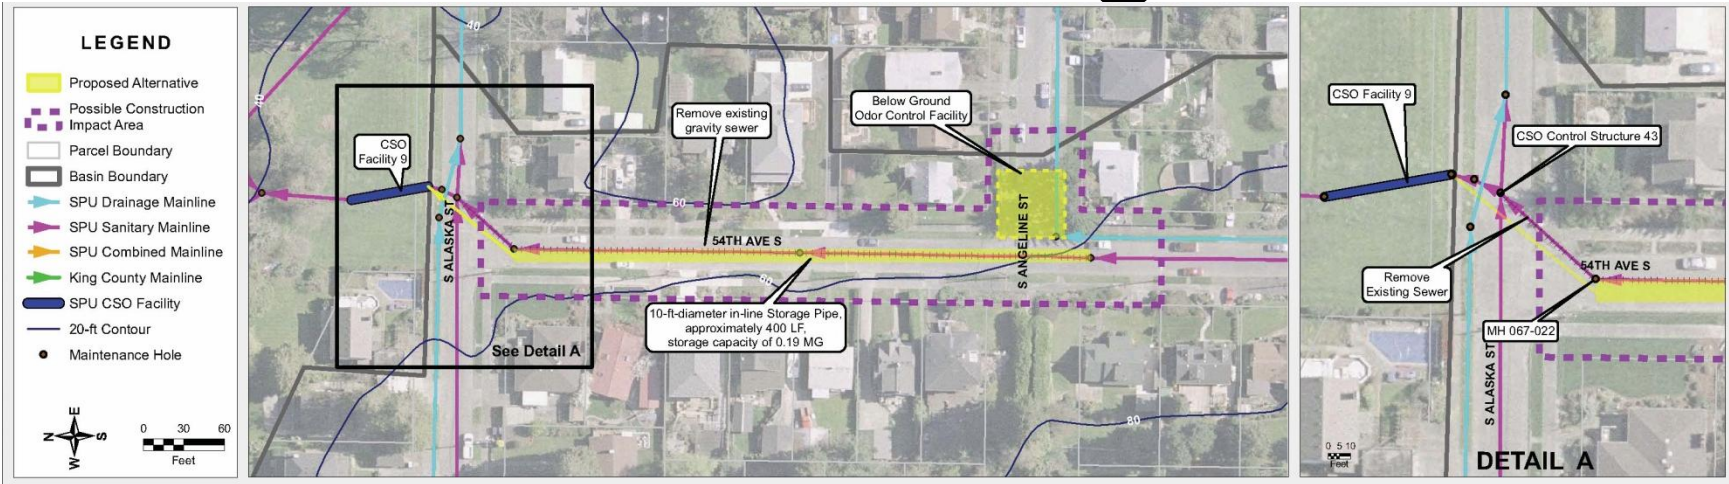 LEGEND
Proposed Alternative
Possible Construction
Impact Area
Parcel Boundary
Basin Boundary
SPU Drainage Mainline
SPU Sanitary Mainline
SPU Combined Mainline
King County Mainline
SPU CSO Facility
20-ft Contour
Maintenance Hole
E
N
S
W
0 30 60
Feet
40
40
CSO
Facility 9
Remove existing
gravity sewer
Below Ground
Odor Control Facility
60
S ALASKA ST
54TH AVE S
S ANGELINE ST
60
10-ft-diameter in-line Storage Pipe,
approximately 400 LF,
storage capacity of 0.19 MG
See Detail A
80
CSO Facility 9
CSO Control Structure 43
Remove
Existing Sewer
54TH AVE S
MH 067-022
S ALASKA ST
0 5 10
Feet
DETAIL A